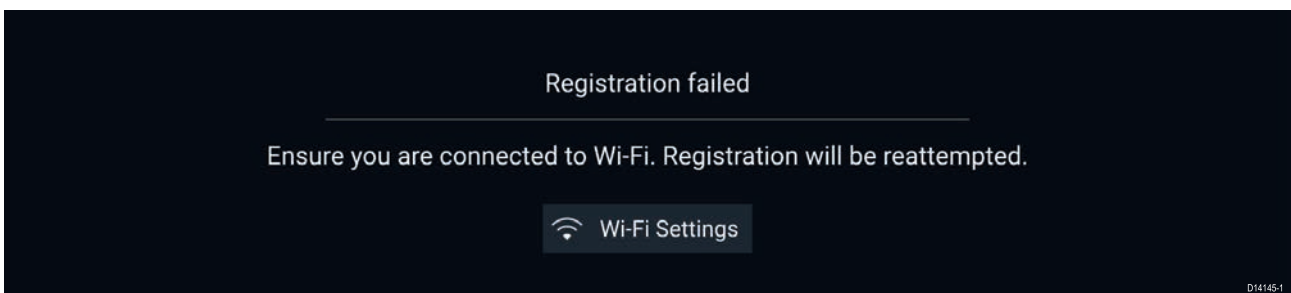 Registration failed
Ensure you are connected to Wi-Fi. Registration will be reattempted.
Wi-Fi Settings
D14145-1